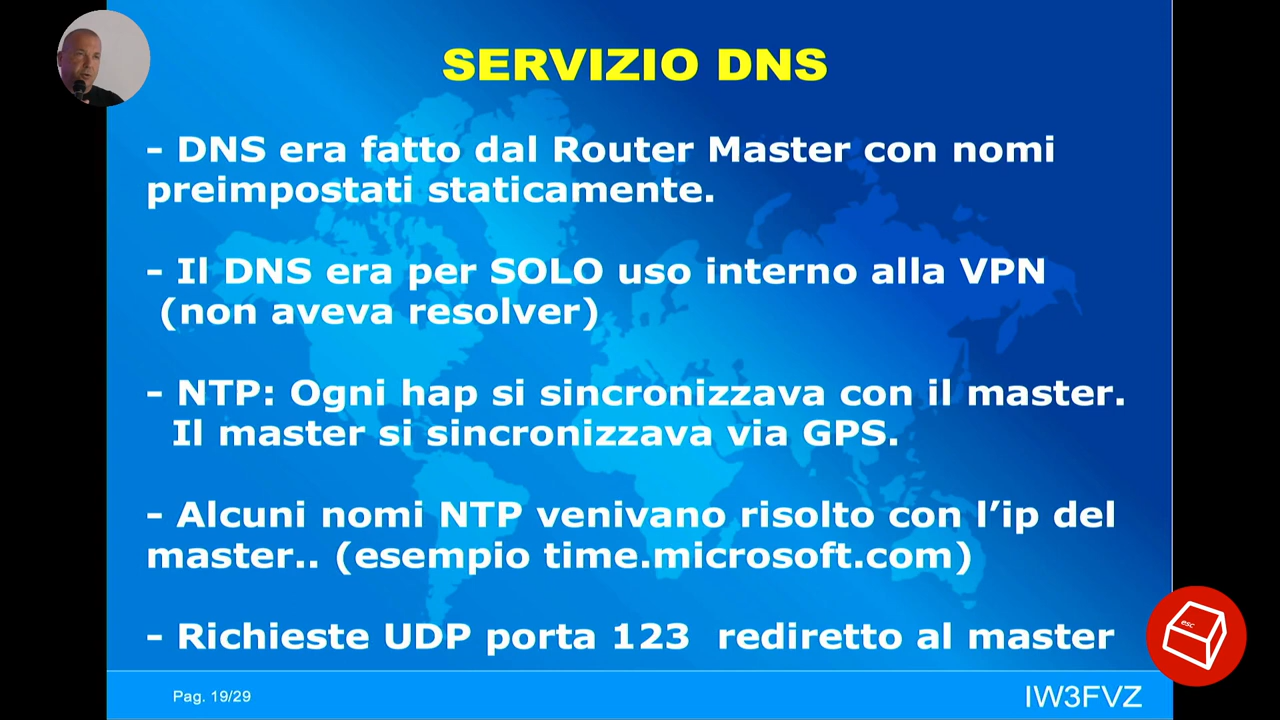 SERVIZIO DNS
- DNS era fatto dal Router Master con nomi
preimpostati staticamente.
- Il DNS era per SOLO uso interno alla VPN
(non aveva resolver)
- NTP: Ogni hap si sincronizzava con il master.
Il master si sincronizzava via GPS.
- Alcuni nomi NTP venivano risolto con l’ip del
master.. (esempio time.microsoft.com)
- Richieste UDP porta 123  rediretto al master
esc
Pag. 19/29
IW3FVZ